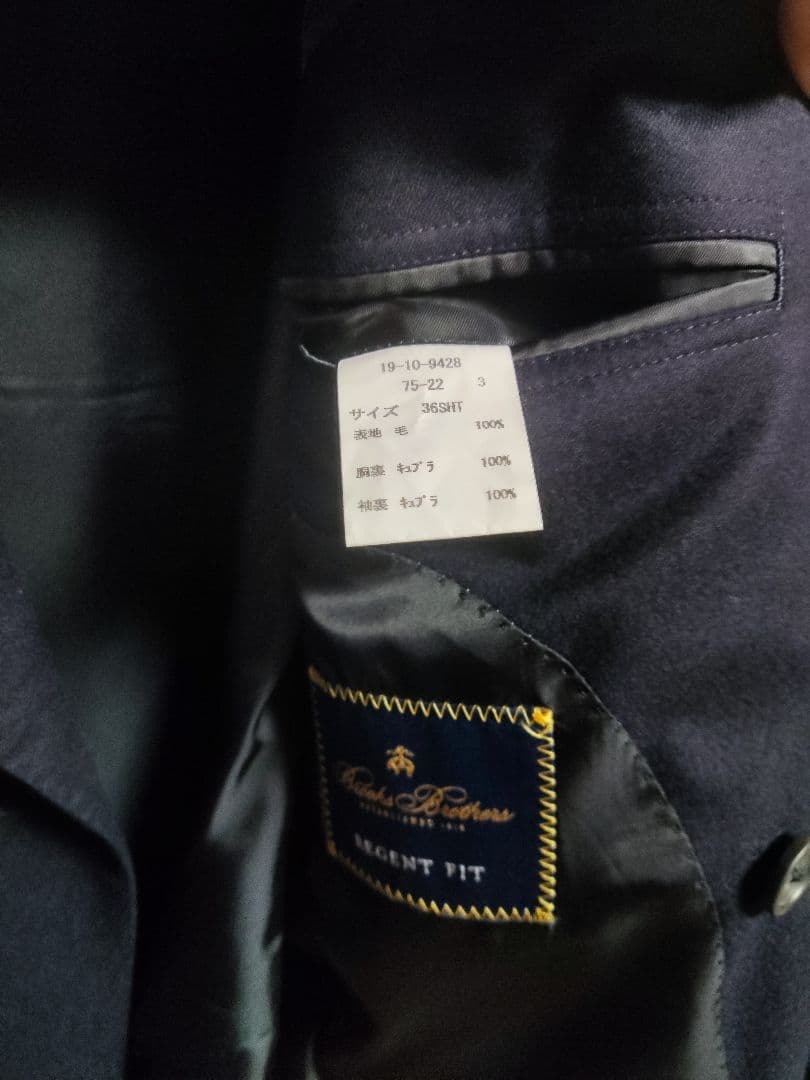 19-10-9428
75-22 3
サイズ 36SHT
表地 毛 100%
胴裏 キュプラ 100%
袖裏 キュプラ 100%
Brooks Brothers
ESTABLISHED 1818
REGENT FIT